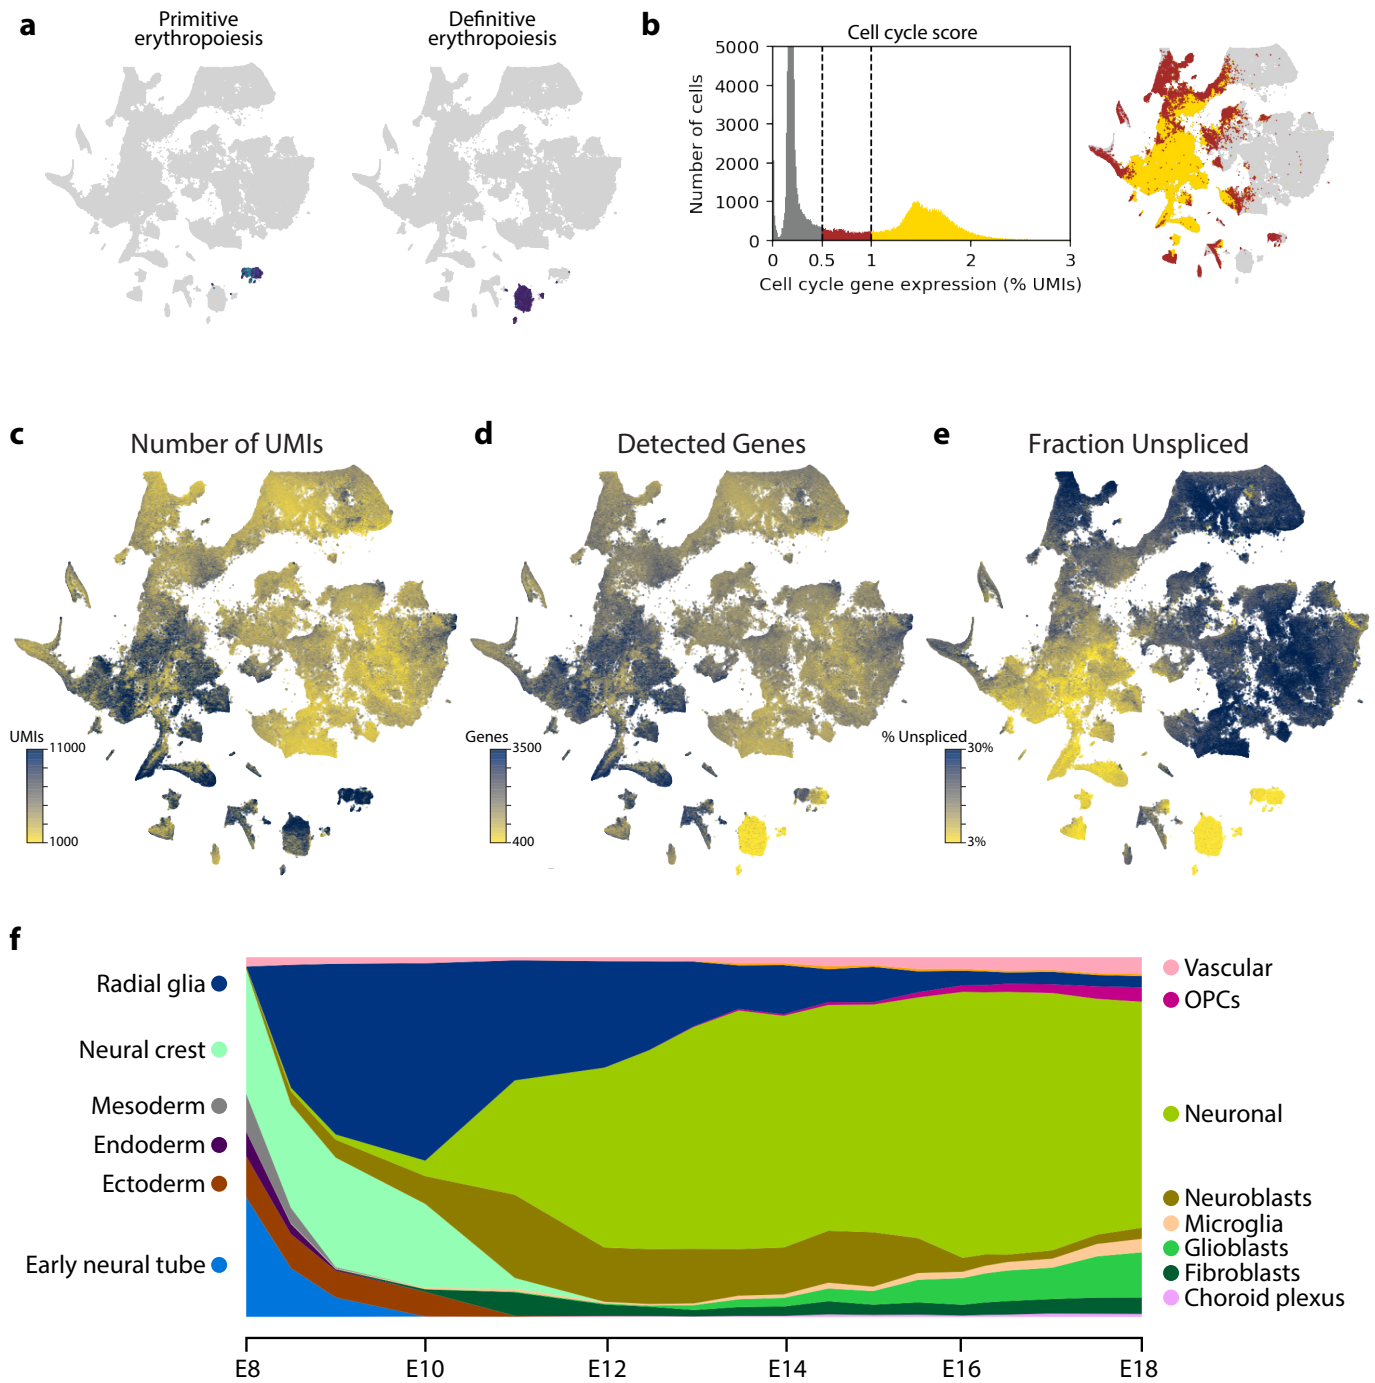 a
Primitive
erythropoiesis
Definitive
erythropoiesis
b
Cell cycle score
Number of cells
5000
4000
3000
2000
1000
0
0 0.5 1 2 3
Cell cycle gene expression (% UMIs)
c
Number of UMIs
UMIs
11000
1000
d
Detected Genes
Genes
3500
400
e
Fraction Unspliced
% Unspliced
30%
3%
f
Radial glia
Neural crest
Mesoderm
Endoderm
Ectoderm
Early neural tube
Vascular
OPCs
Neuronal
Neuroblasts
Microglia
Glioblasts
Fibroblasts
Choroid plexus
E8 E10 E12 E14 E16 E18